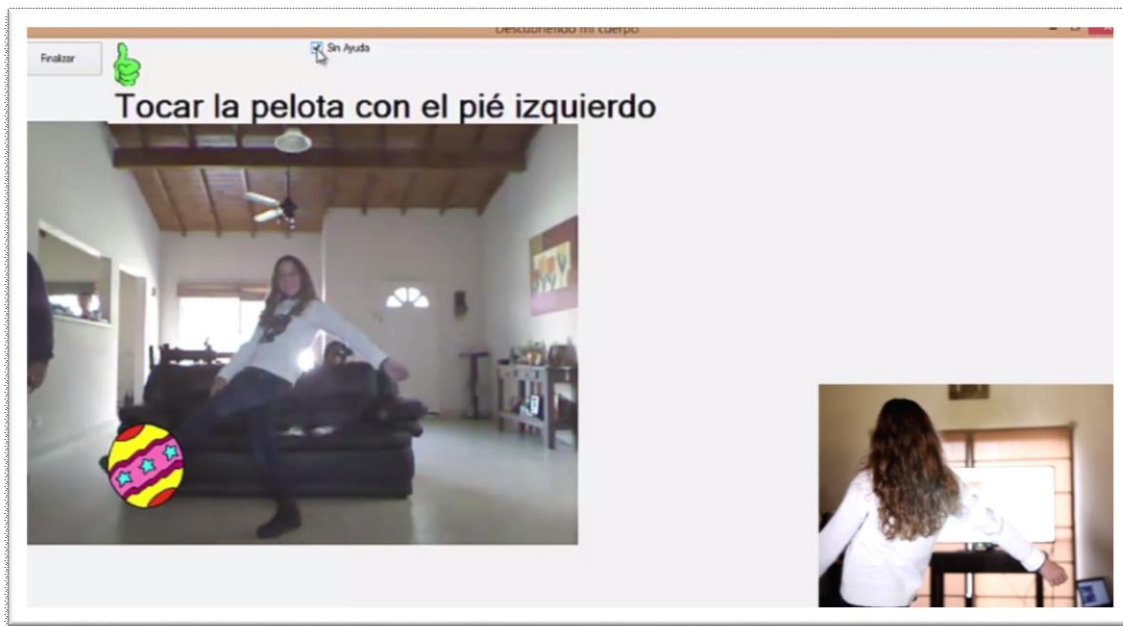 Descubriendo mi cuerpo
Finalizar
Sin Ayuda
Tocar la pelota con el pié izquierdo